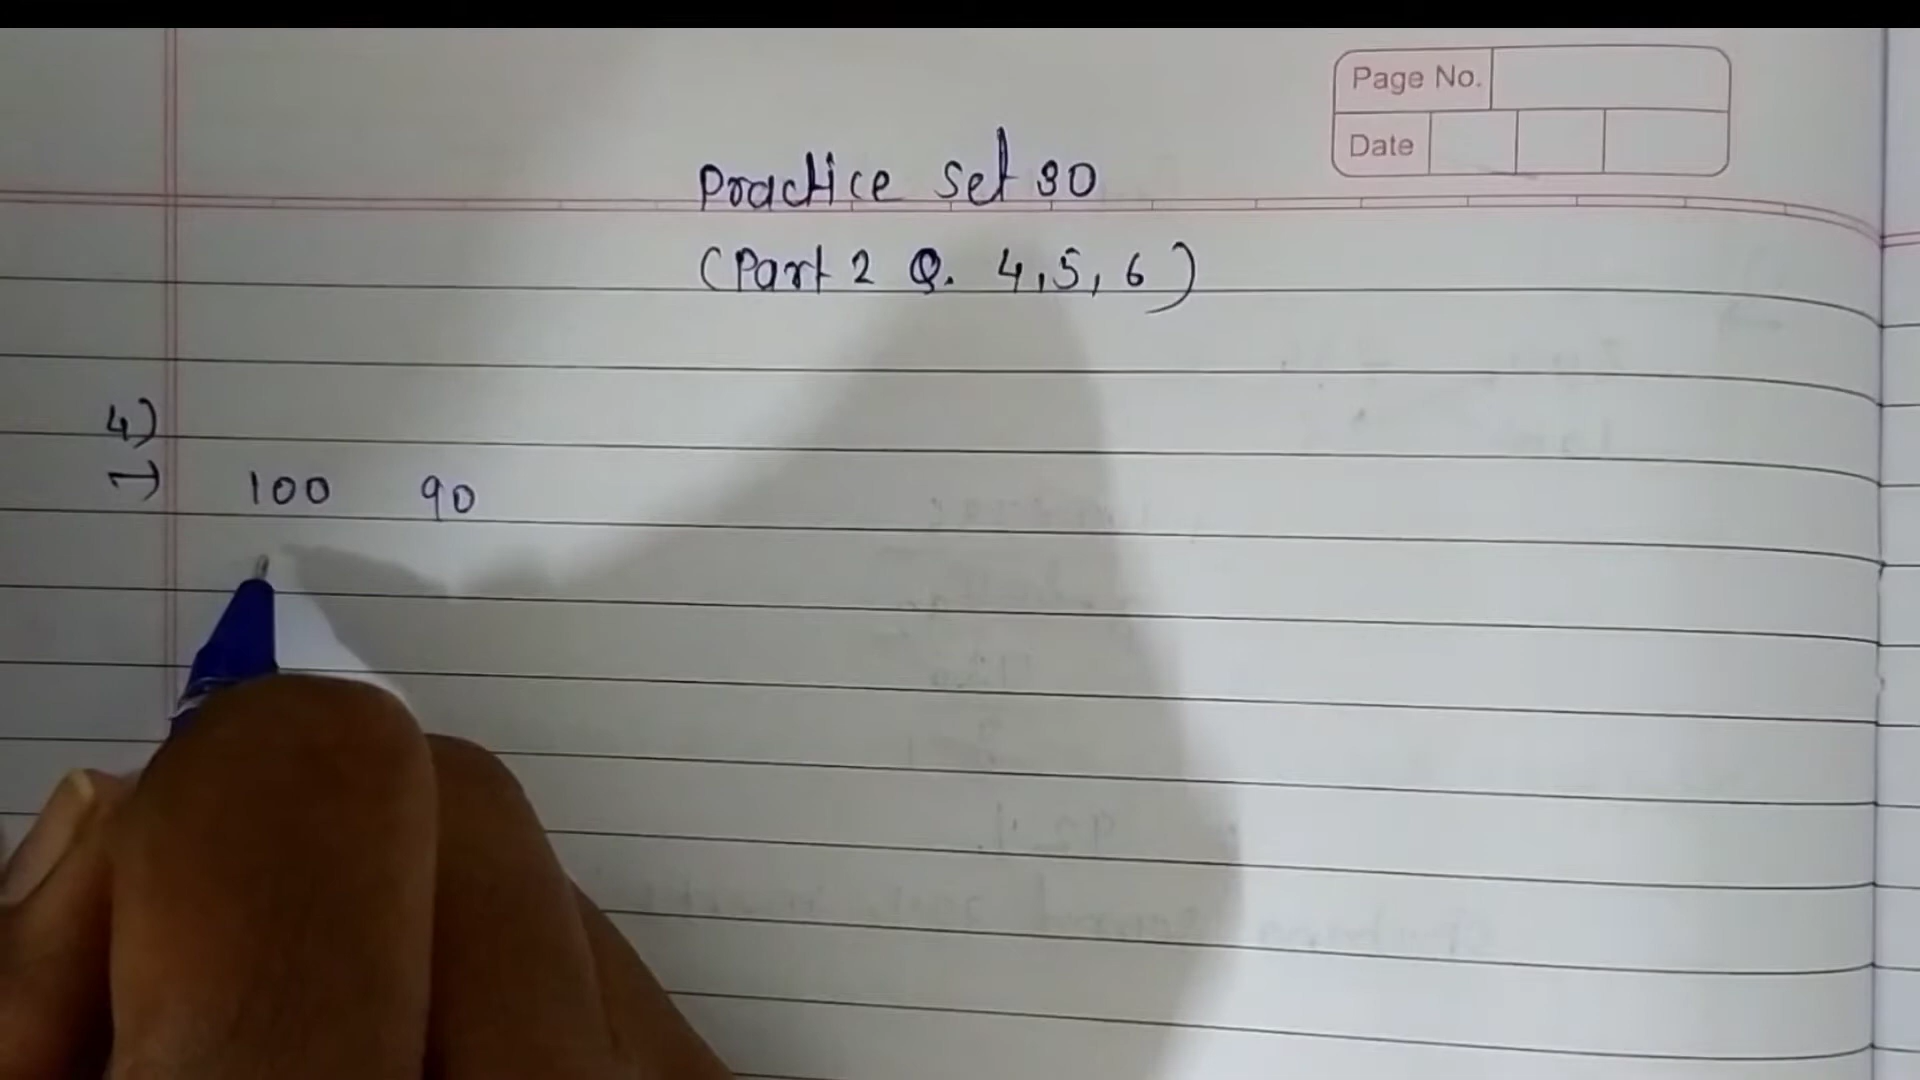 Page No.
Date
Practice Set 30
(Part 2 Q. 4,5,6)
4)
→ 100 90